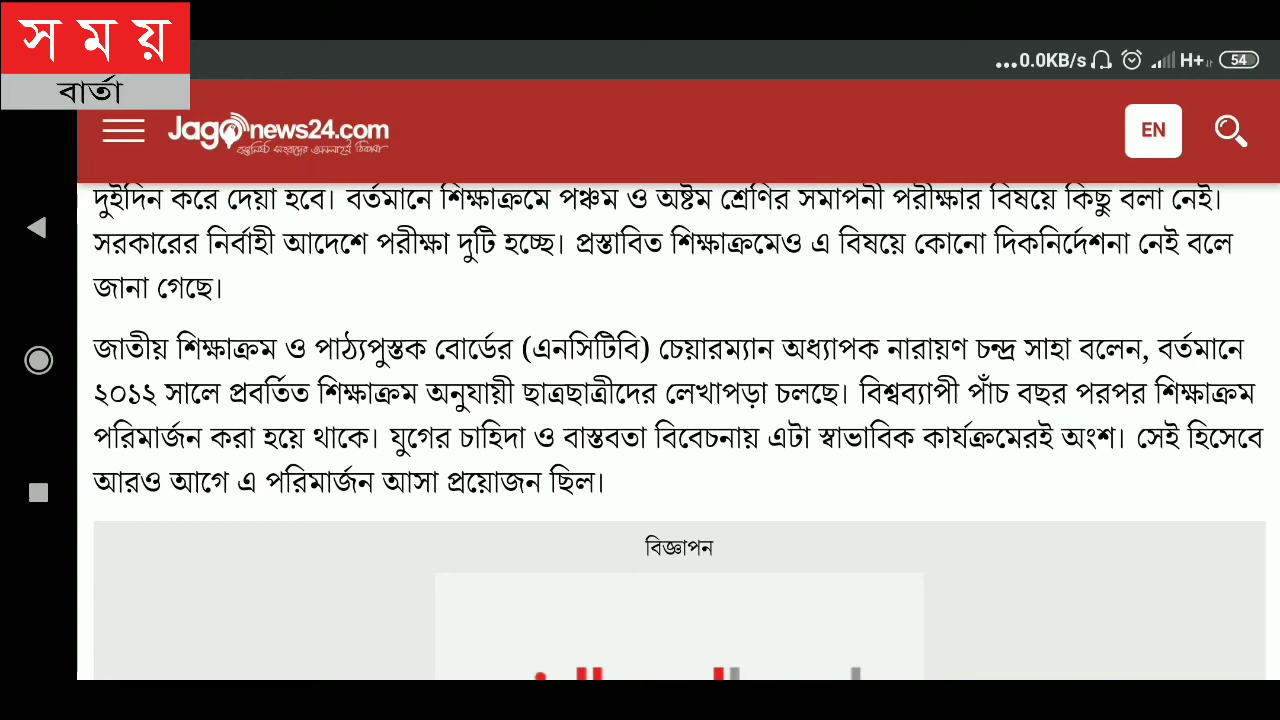 সময়
বার্তা
...0.0KB/s H+ 54
Jagonews24.com
EN
দুইদিন করে দেয়া হবে। বর্তমানে শিক্ষাক্রমে পঞ্চম ও অষ্টম শ্রেণির সমাপনী পরীক্ষার বিষয়ে কিছু বলা নেই।
সরকারের নির্বাহী আদেশে পরীক্ষা দুটি হচ্ছে। প্রস্তাবিত শিক্ষাক্রমেও এ বিষয়ে কোনো দিকনির্দেশনা নেই বলে
জানা গেছে।
জাতীয় শিক্ষাক্রম ও পাঠ্যপুস্তক বোর্ডের (এনসিটিবি) চেয়ারম্যান অধ্যাপক নারায়ণ চন্দ্র সাহা বলেন, বর্তমানে
২০১২ সালে প্রবর্তিত শিক্ষাক্রম অনুযায়ী ছাত্রছাত্রীদের লেখাপড়া চলছে। বিশ্বব্যাপী পাঁচ বছর পরপর শিক্ষাক্রম
পরিমার্জন করা হয়ে থাকে। যুগের চাহিদা ও বাস্তবতা বিবেচনায় এটা স্বাভাবিক কার্যক্রমেরই অংশ। সেই হিসেবে
আরও আগে এ পরিমার্জন আসা প্রয়োজন ছিল।
বিজ্ঞাপন